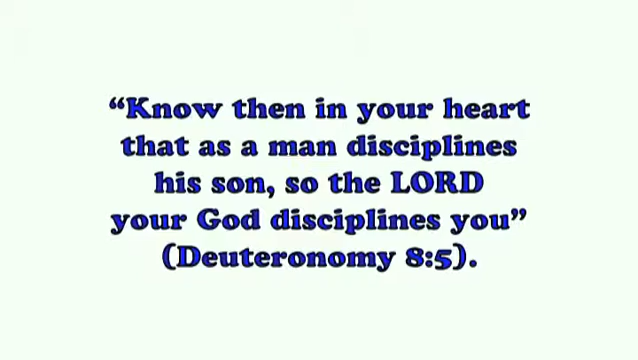 “Know then in your heart
that as a man disciplines
his son, so the LORD
your God disciplines you”
(Deuteronomy 8:5).